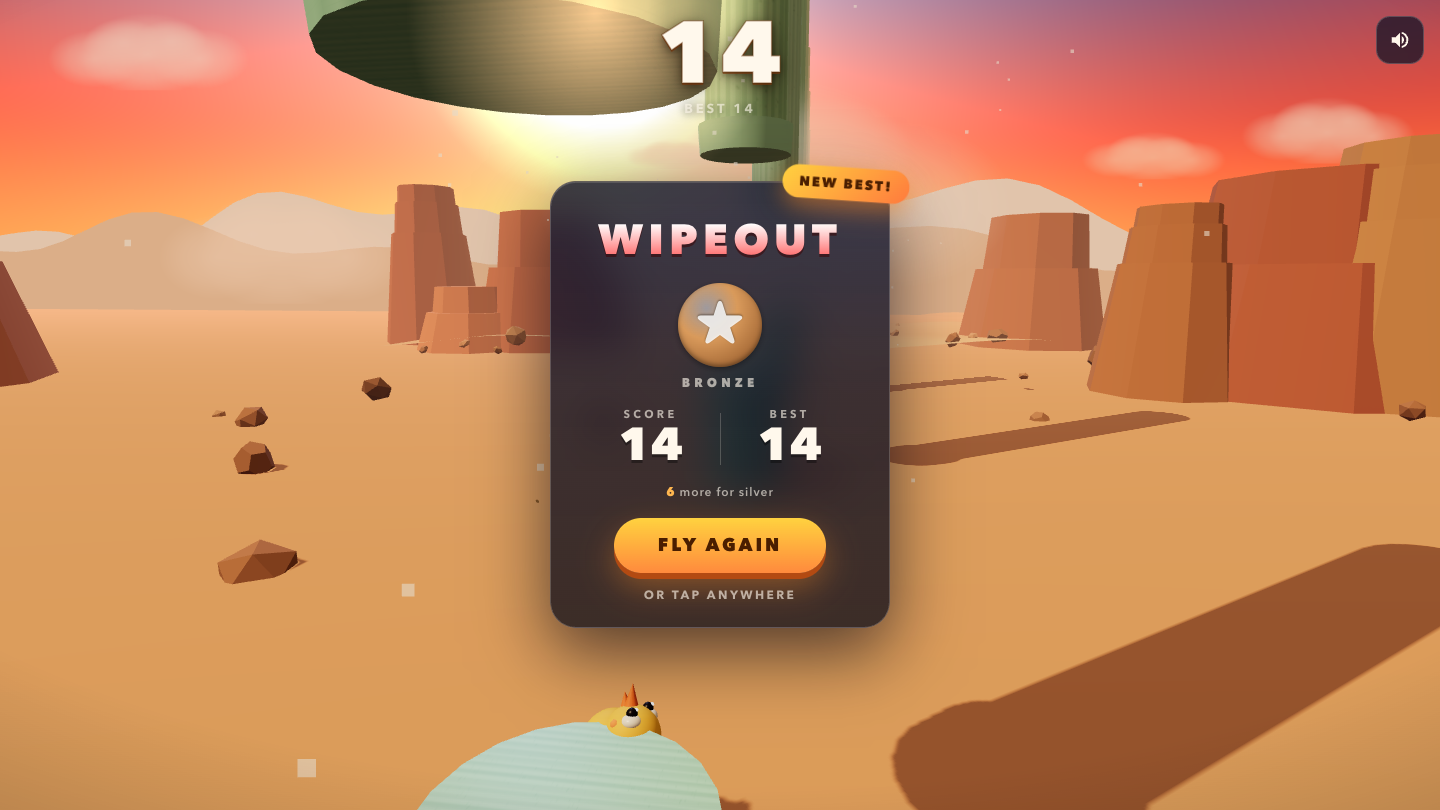 14
BEST 14
NEW BEST!
WIPEOUT
BRONZE
SCORE BEST
14 14
6 more for silver
FLY AGAIN
OR TAP ANYWHERE